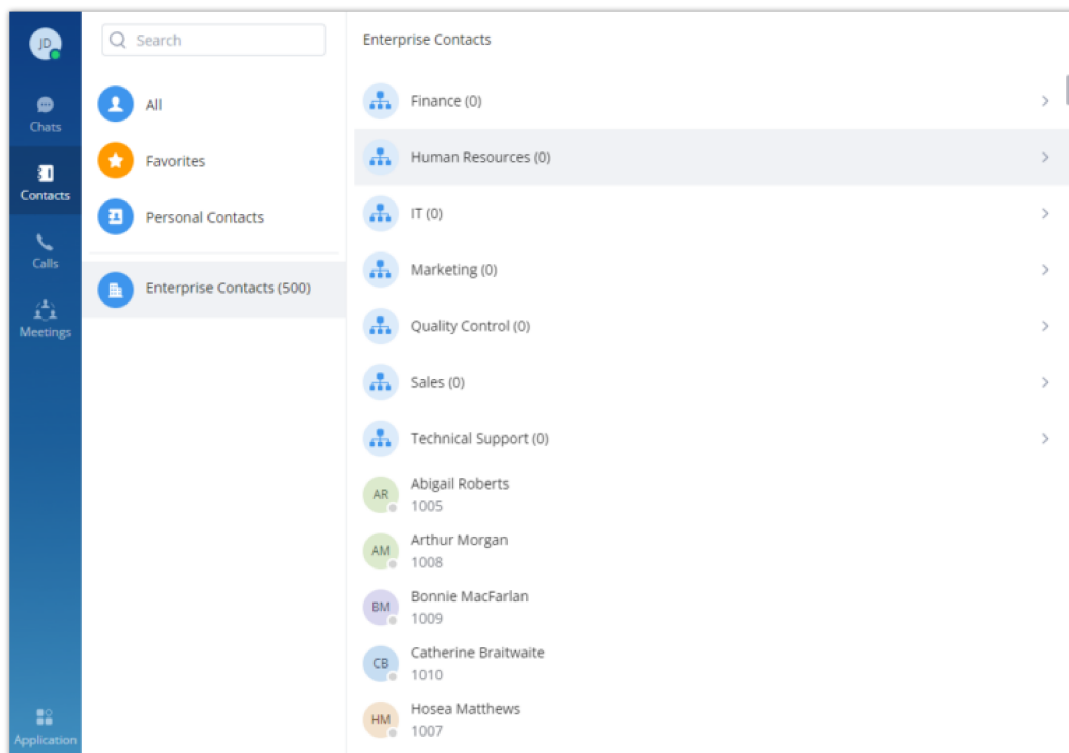 JD
Chats
Contacts
Calls
Meetings
Application
Search
All
Favorites
Personal Contacts
Enterprise Contacts (500)
Enterprise Contacts
Finance (0)
Human Resources (0)
IT (0)
Marketing (0)
Quality Control (0)
Sales (0)
Technical Support (0)
AR
Abigail Roberts
1005
AM
Arthur Morgan
1008
BM
Bonnie MacFarlan
1009
CB
Catherine Braitwaite
1010
HM
Hosea Matthews
1007